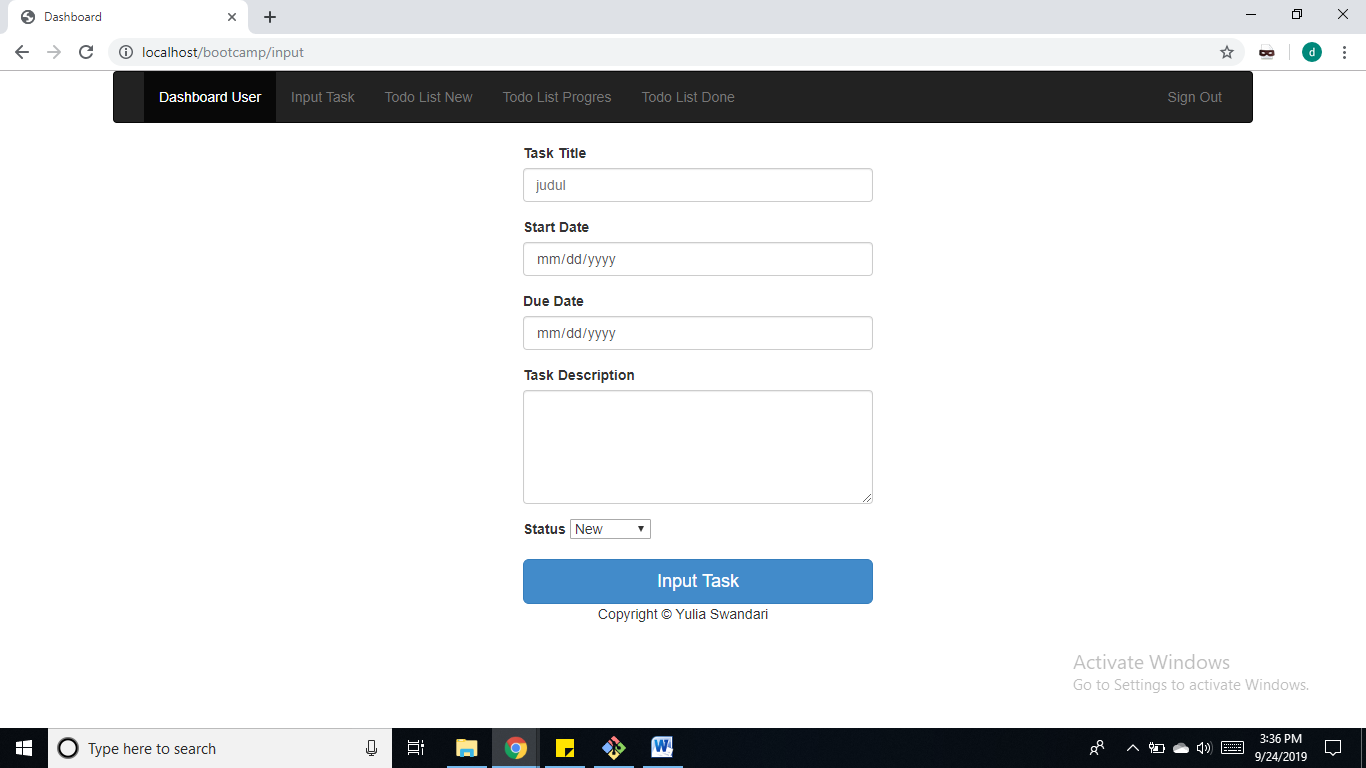 Dashboard
localhost/bootcamp/input
d
Dashboard User Input Task Todo List New Todo List Progres Todo List Done Sign Out
Task Title
judul
Start Date
mm/dd/yyyy
Due Date
mm/dd/yyyy
Task Description
Status New
Input Task
Copyright © Yulia Swandari
Activate Windows
Go to Settings to activate Windows.
Type here to search
W
3:36 PM
9/24/2019